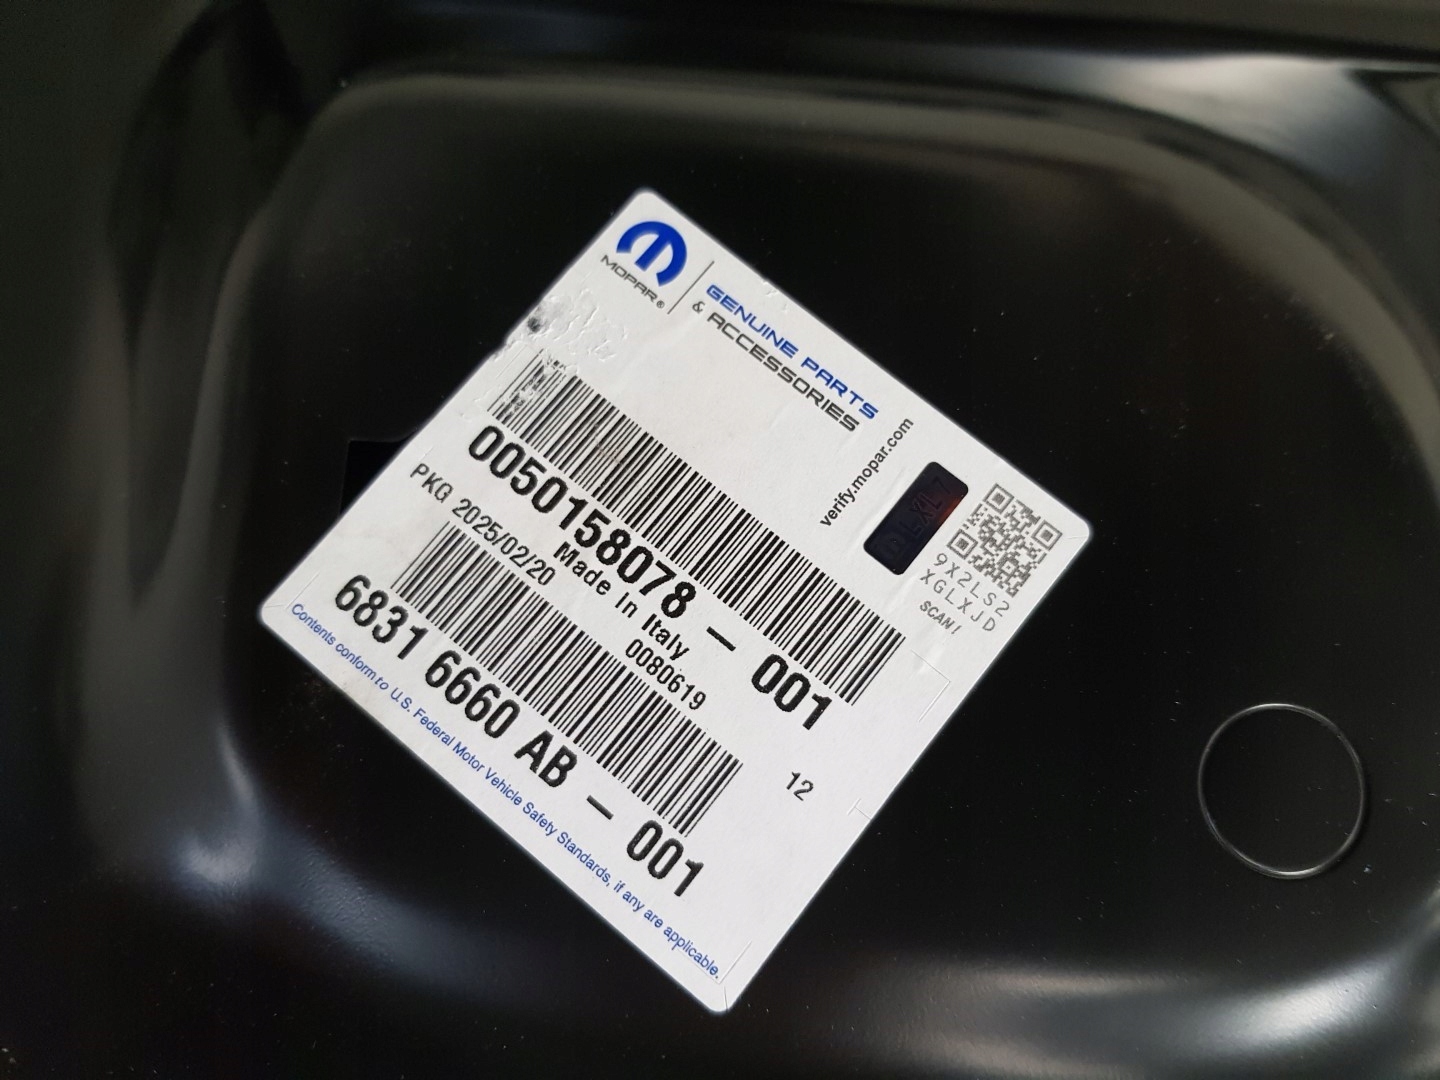 MOPAR®
GENUINE PARTS
& ACCESSORIES
verify.mopar.com
9X2LS2
XGLXJD
SCAN!
0050158078 – 001
PKG 2025/02/20
Made In Italy
0080619
6831 6660 AB – 001
12
Contents conform to U.S. Federal Motor Vehicle Safety Standards, if any are applicable.